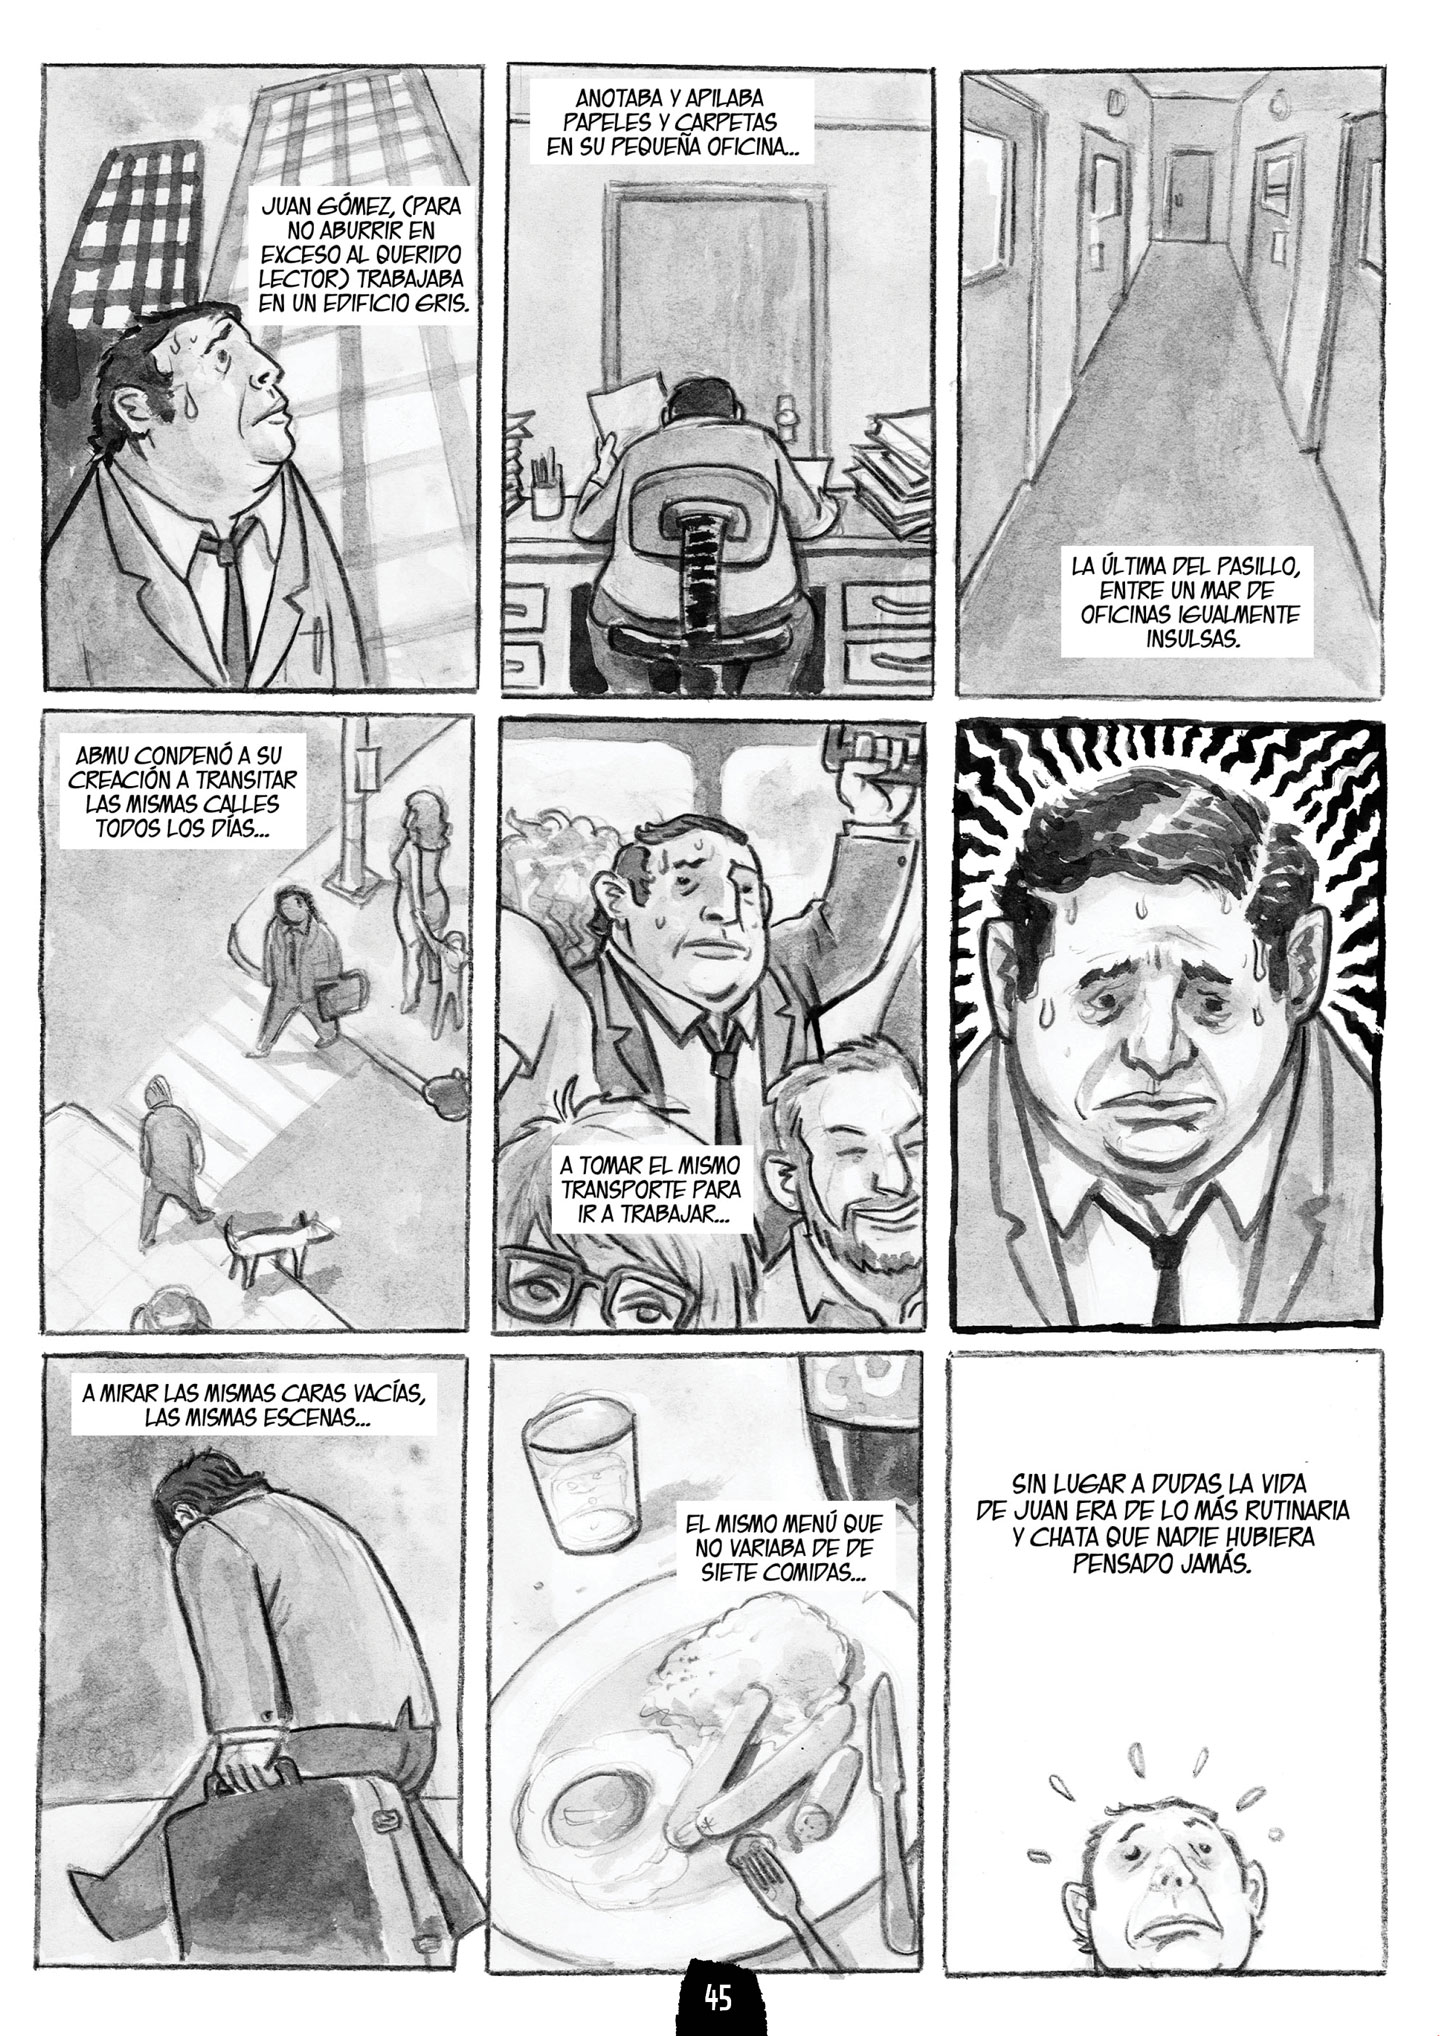 JUAN GÓMEZ, (PARA
NO ABURRIR EN
EXCESO AL QUERIDO
LECTOR) TRABAJABA
EN UN EDIFICIO GRIS.
ANOTABA Y APILABA
PAPELES Y CARPETAS
EN SU PEQUEÑA OFICINA...
LA ÚLTIMA DEL PASILLO,
ENTRE UN MAR DE
OFICINAS IGUALMENTE
INSULSAS.
ABMU CONDENÓ A SU
CREACIÓN A TRANSITAR
LAS MISMAS CALLES
TODOS LOS DÍAS...
A TOMAR EL MISMO
TRANSPORTE PARA
IR A TRABAJAR...
A MIRAR LAS MISMAS CARAS VACÍAS,
LAS MISMAS ESCENAS...
EL MISMO MENÚ QUE
NO VARIABA DE DE
SIETE COMIDAS...
SIN LUGAR A DUDAS LA VIDA
DE JUAN ERA DE LO MÁS RUTINARIA
Y CHATA QUE NADIE HUBIERA
PENSADO JAMÁS.
45